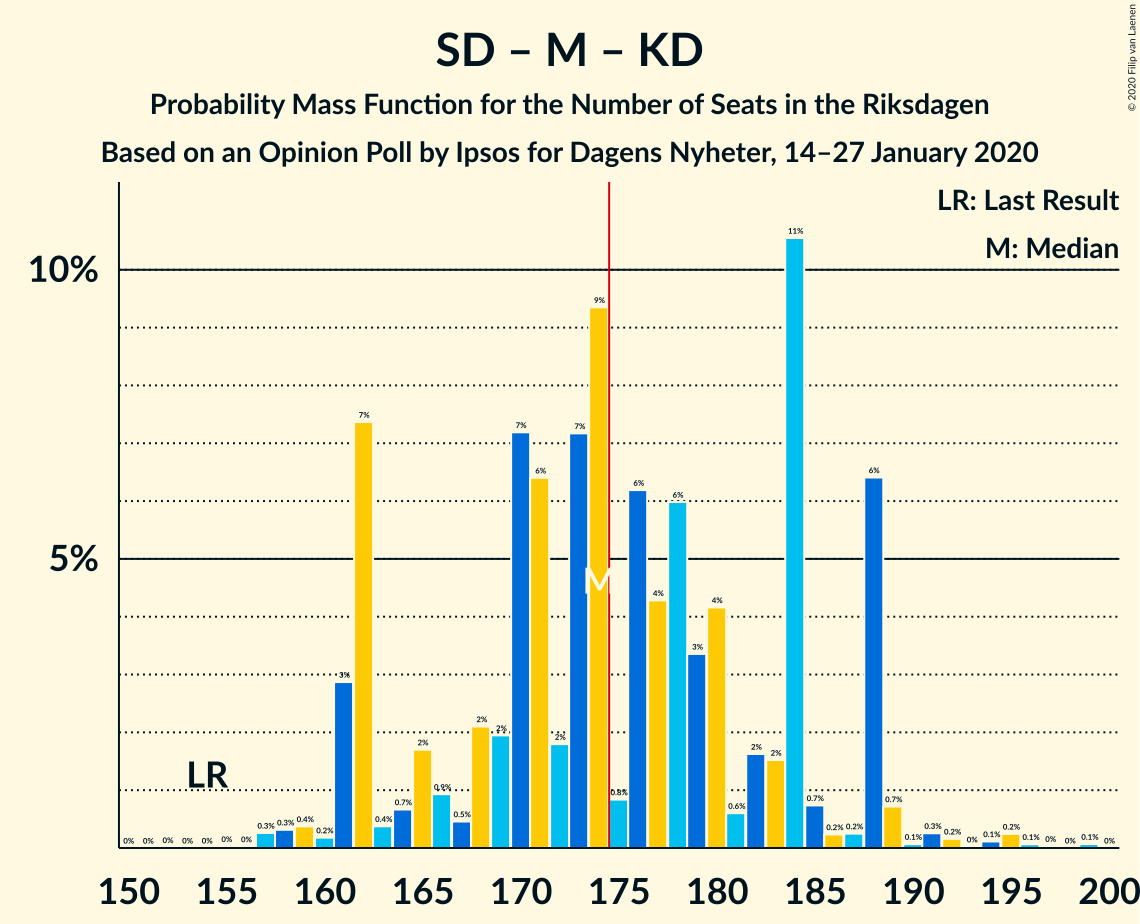 SD – M – KD
Probability Mass Function for the Number of Seats in the Riksdagen
Based on an Opinion Poll by Ipsos for Dagens Nyheter, 14–27 January 2020
© 2020 Filip van Laenen
LR: Last Result
M: Median
10%
5%
LR
M
0% 0% 0% 0% 0% 0% 0% 0.3% 0.3% 0.4% 0.2% 3% 7% 0.4% 0.7% 2% 0.9% 0.5% 2% 2% 7% 6% 2% 7% 9% 0.8% 6% 4% 6% 3% 4% 0.6% 2% 2% 11% 0.7% 0.2% 0.2% 6% 0.7% 0.1% 0.3% 0.2% 0% 0.1% 0.2% 0.1% 0% 0% 0.1% 0%
150 155 160 165 170 175 180 185 190 195 200